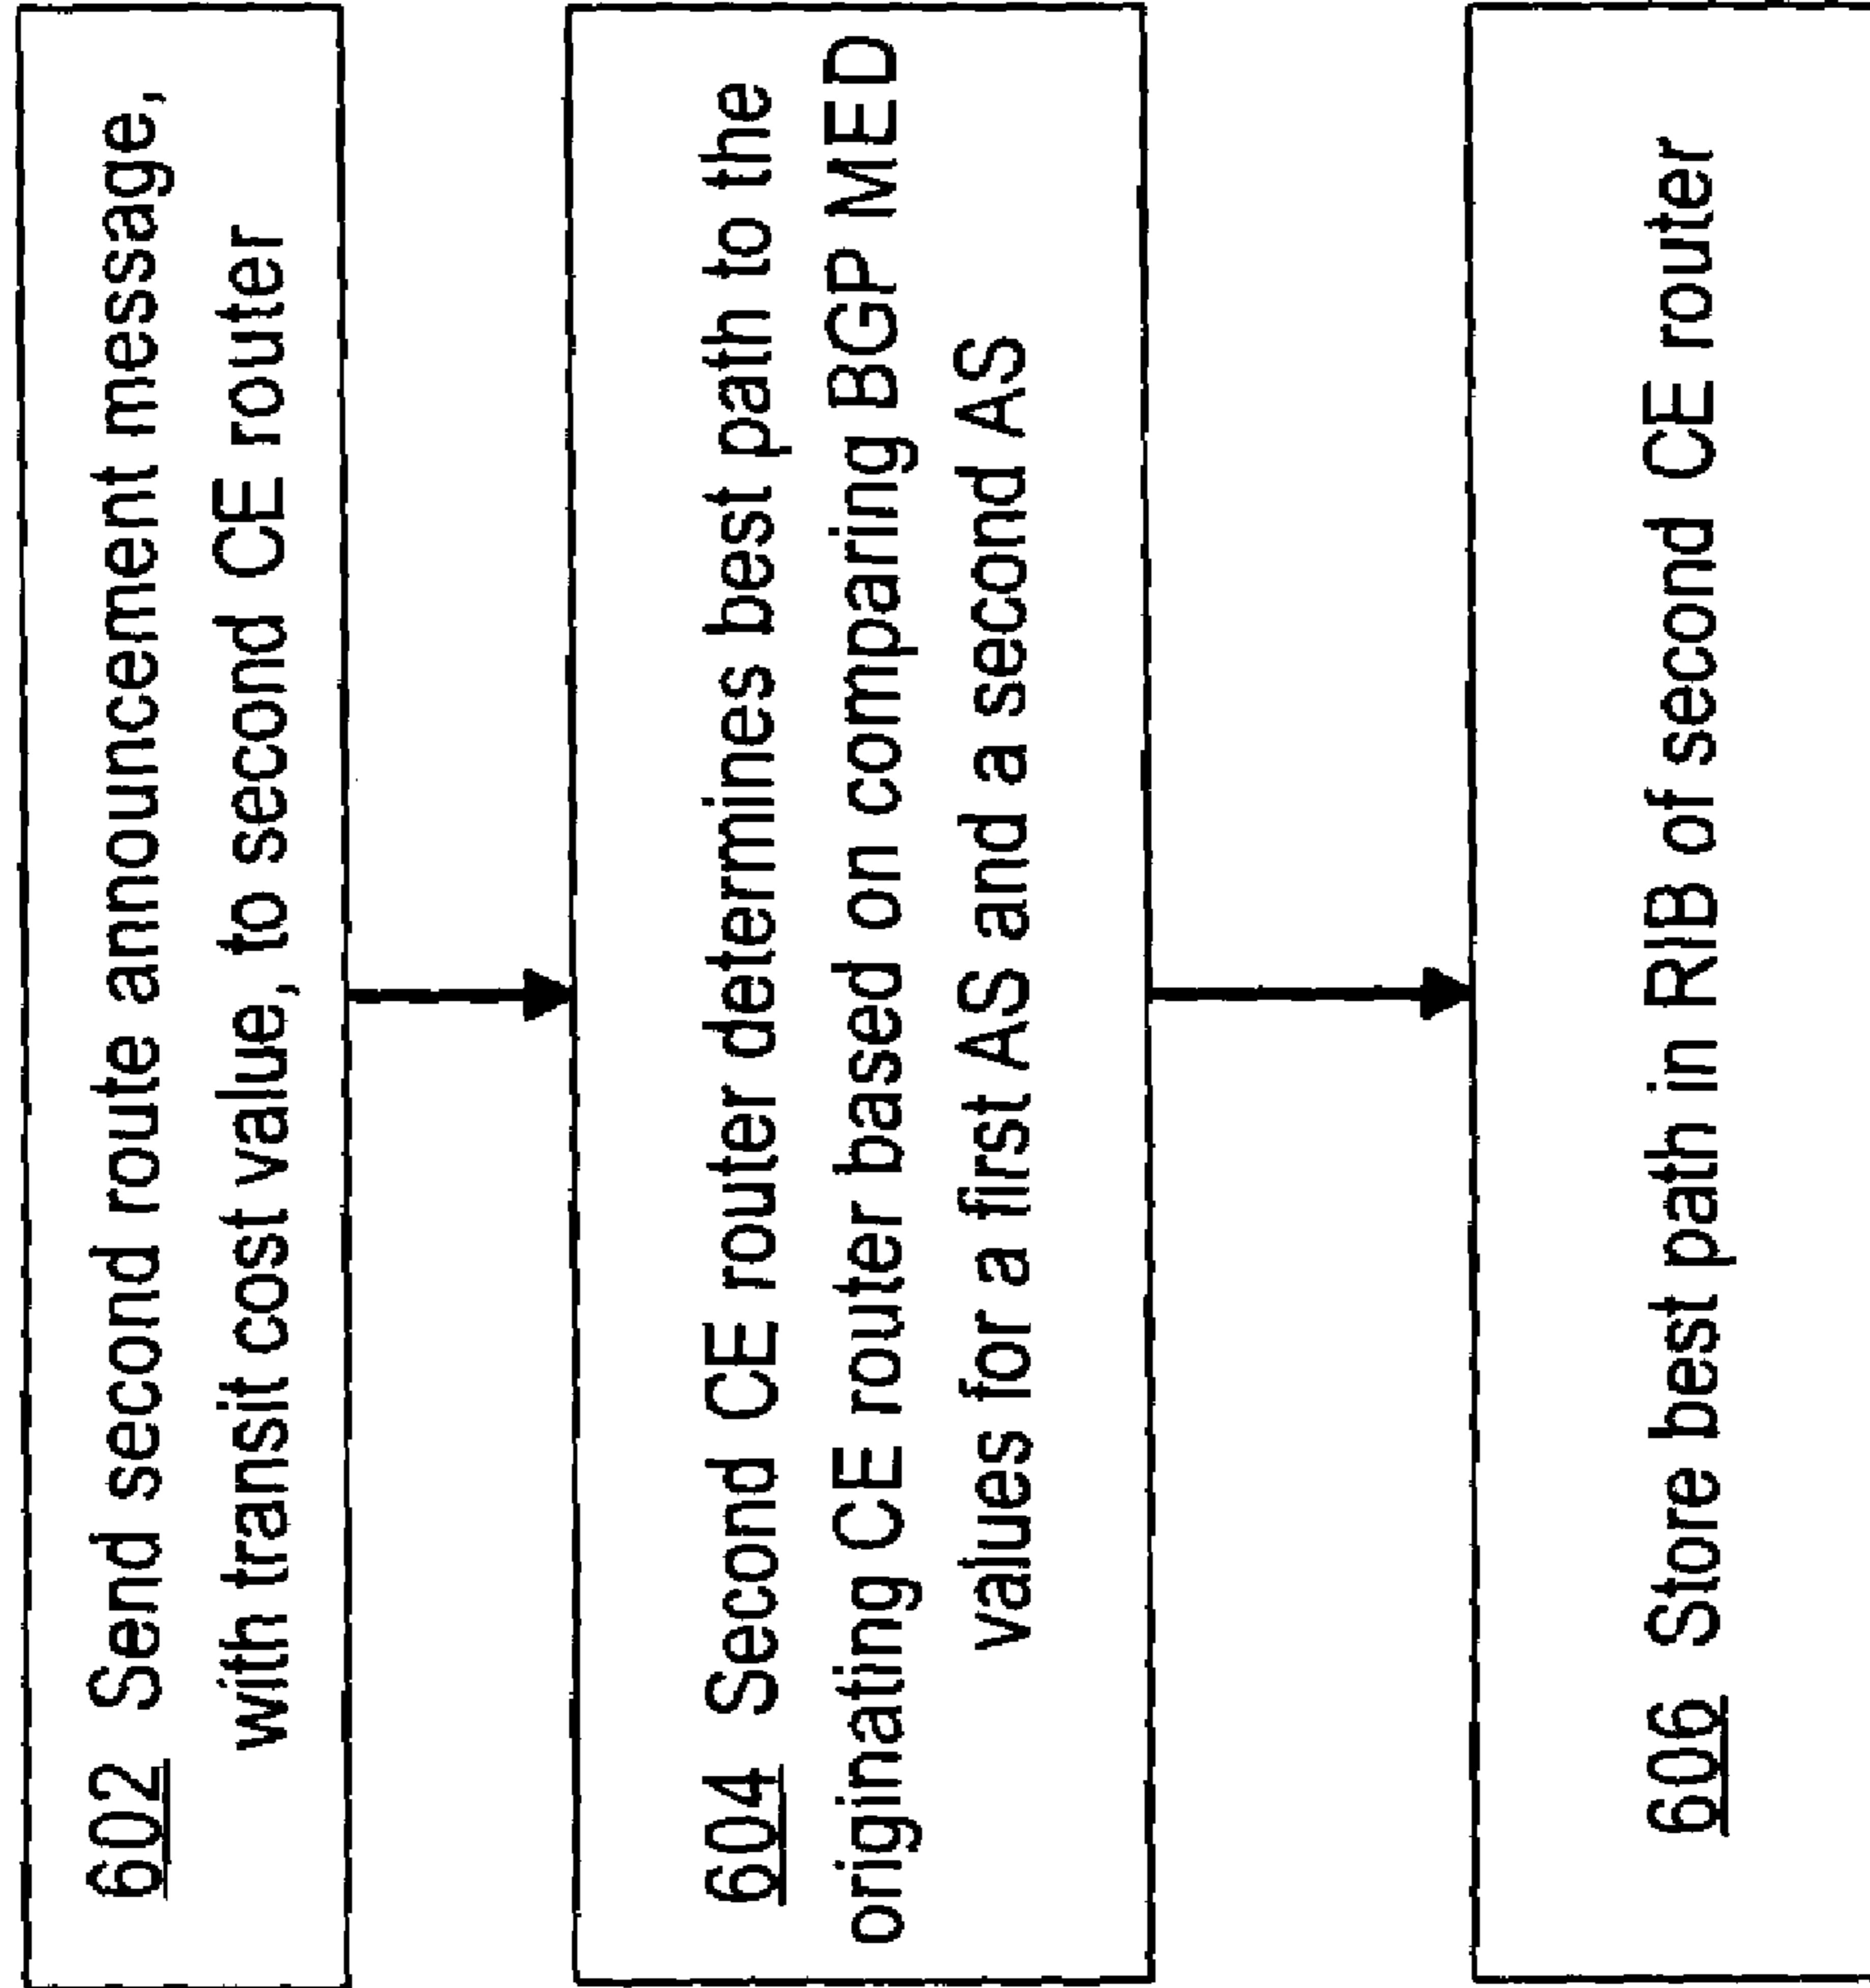 602 Send second route announcement message,
with transit cost value, to second CE router
604 Second CE router determines best path to the
originating CE router based on comparing BGP MED
values for a first AS and a second AS
606 Store best path in RIB of second CE router